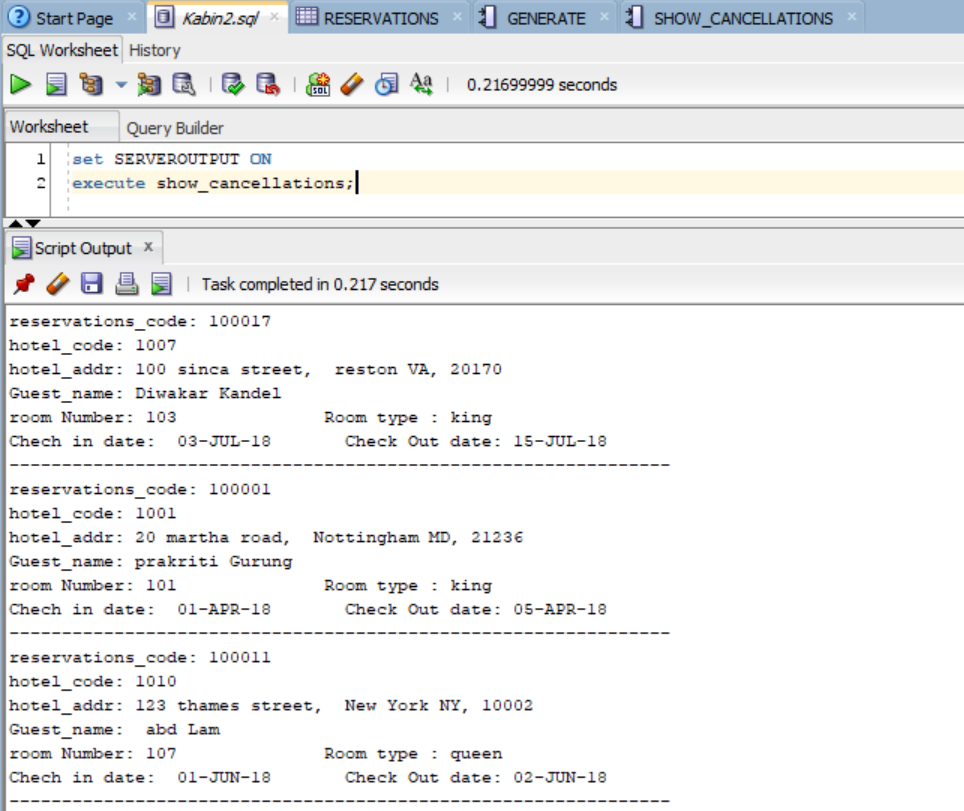 Start Page Kabin2.sql RESERVATIONS GENERATE SHOW_CANCELLATIONS
SQL Worksheet History
0.21699999 seconds
Worksheet Query Builder
1 set SERVEROUTPUT ON
2 execute show_cancellations;
Script Output x
Task completed in 0.217 seconds
reservations_code: 100017
hotel_code: 1007
hotel_addr: 100 sinca street,  reston VA, 20170
Guest_name: Diwakar Kandel
room Number: 103              Room type : king
Chech in date:  03-JUL-18       Check Out date: 15-JUL-18
---------------------------------------------------------------
reservations_code: 100001
hotel_code: 1001
hotel_addr: 20 martha road,  Nottingham MD, 21236
Guest_name: prakriti Gurung
room Number: 101              Room type : king
Chech in date:  01-APR-18       Check Out date: 05-APR-18
---------------------------------------------------------------
reservations_code: 100011
hotel_code: 1010
hotel_addr: 123 thames street,  New York NY, 10002
Guest_name:  abd Lam
room Number: 107              Room type : queen
Chech in date:  01-JUN-18       Check Out date: 02-JUN-18
---------------------------------------------------------------